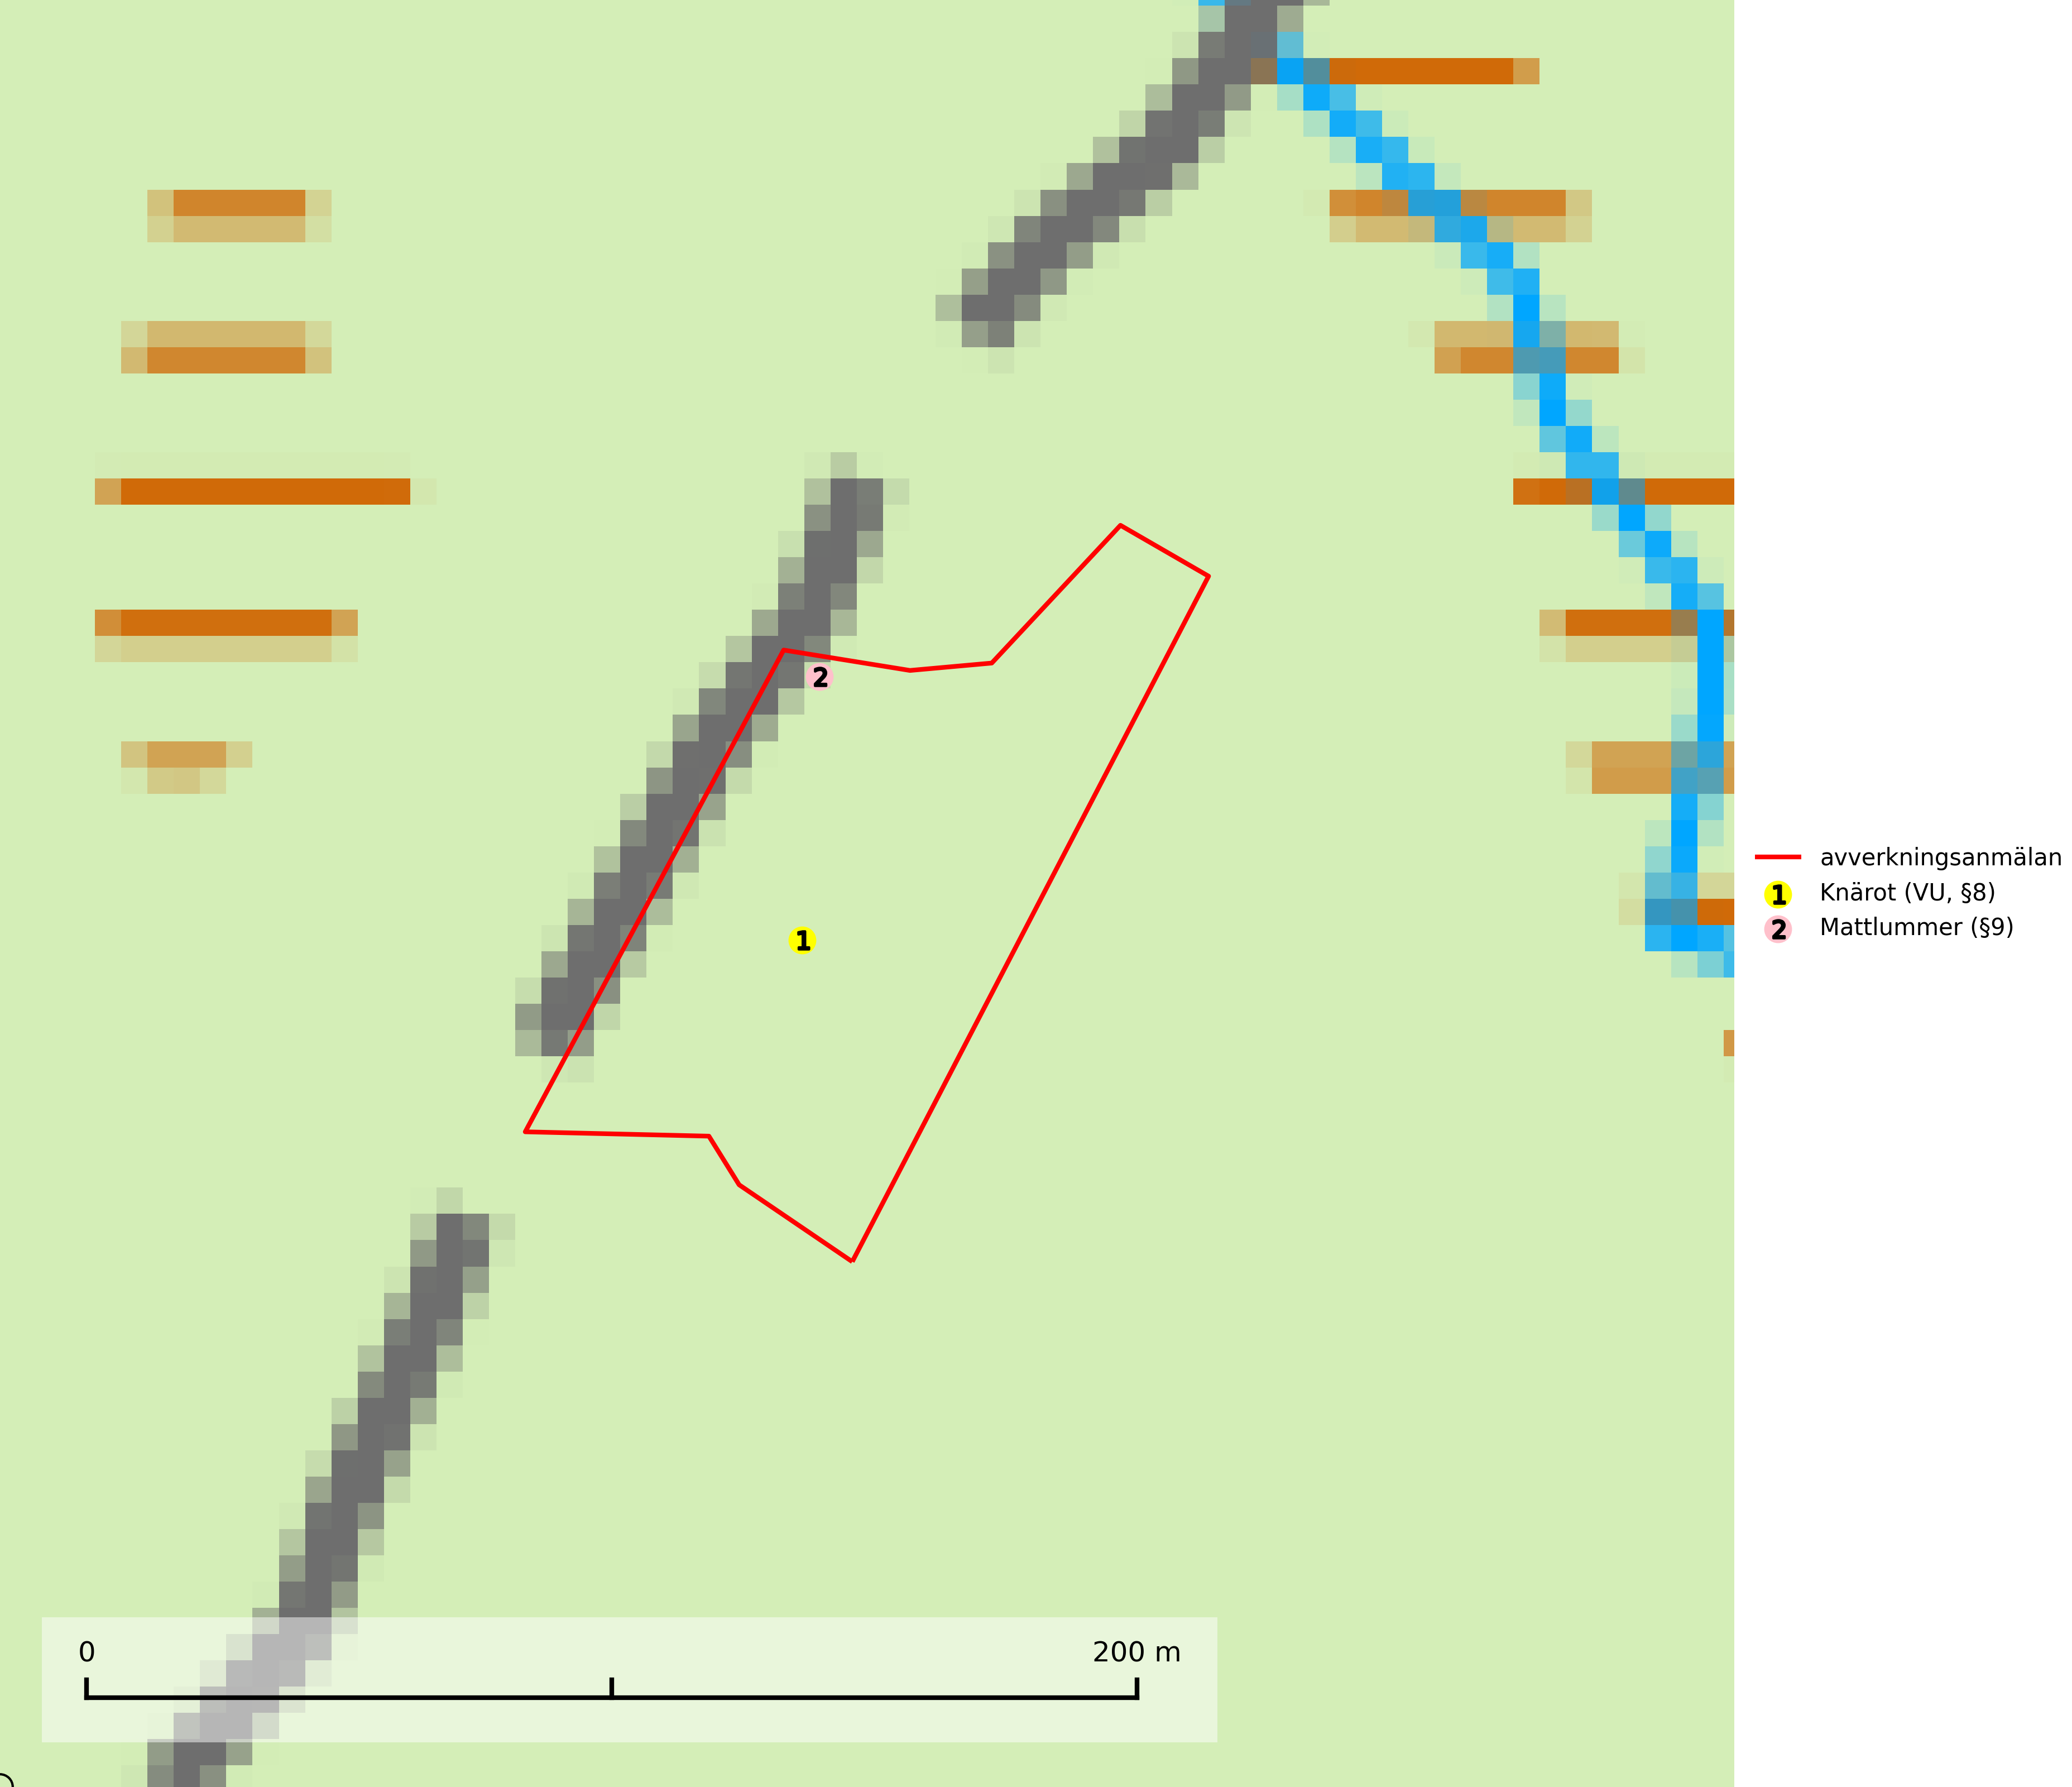 2
1
avverkningsanmälan
1 Knärot (VU, §8)
2 Mattlummer (§9)
0 200 m